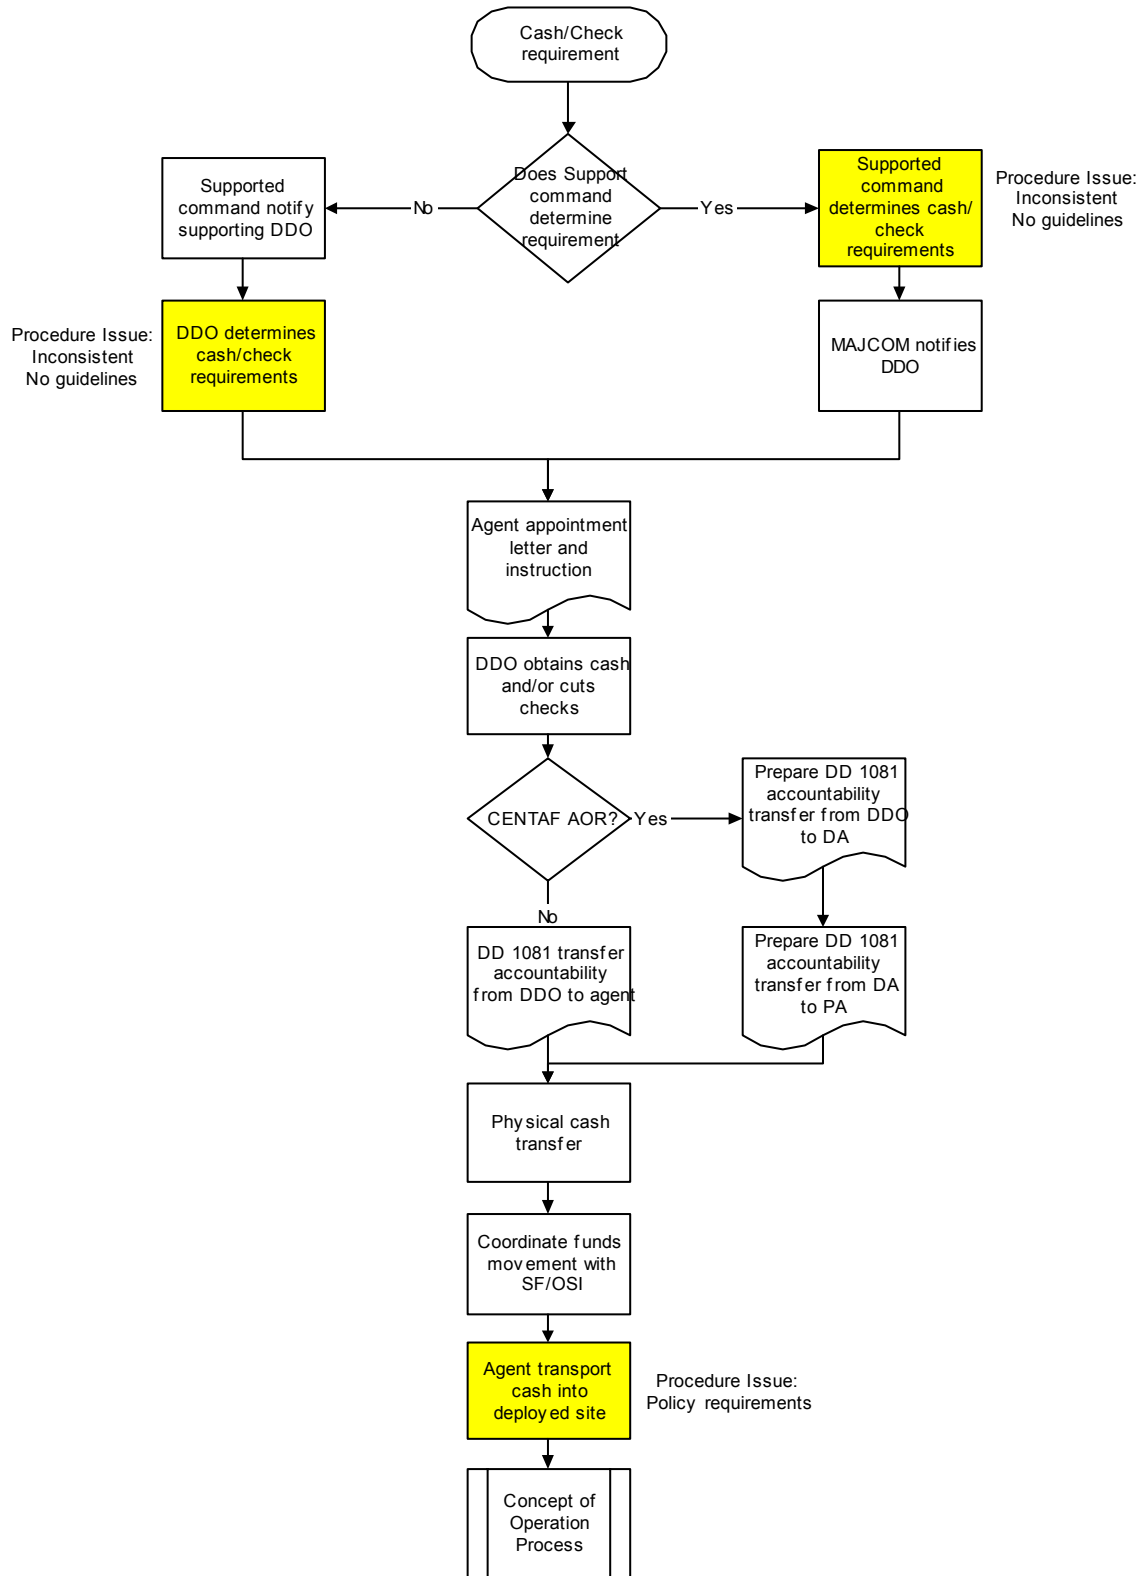 Cash/Check
requirement
Does Support
command
determine
requirement
No
Yes
Supported
command notify
supporting DDO
Supported
command
determines cash/
check
requirements
Procedure Issue:
Inconsistent
No guidelines
Procedure Issue:
Inconsistent
No guidelines
DDO determines
cash/check
requirements
MAJCOM notifies
DDO
Agent appointment
letter and
instruction
DDO obtains cash
and/or cuts
checks
CENTAF AOR?
Yes
Prepare DD 1081
accountability
transfer from DDO
to DA
No
DD 1081 transfer
accountability
from DDO to agent
Prepare DD 1081
accountability
transfer from DA
to PA
Physical cash
transfer
Coordinate funds
movement with
SF/OSI
Agent transport
cash into
deployed site
Procedure Issue:
Policy requirements
Concept of
Operation
Process